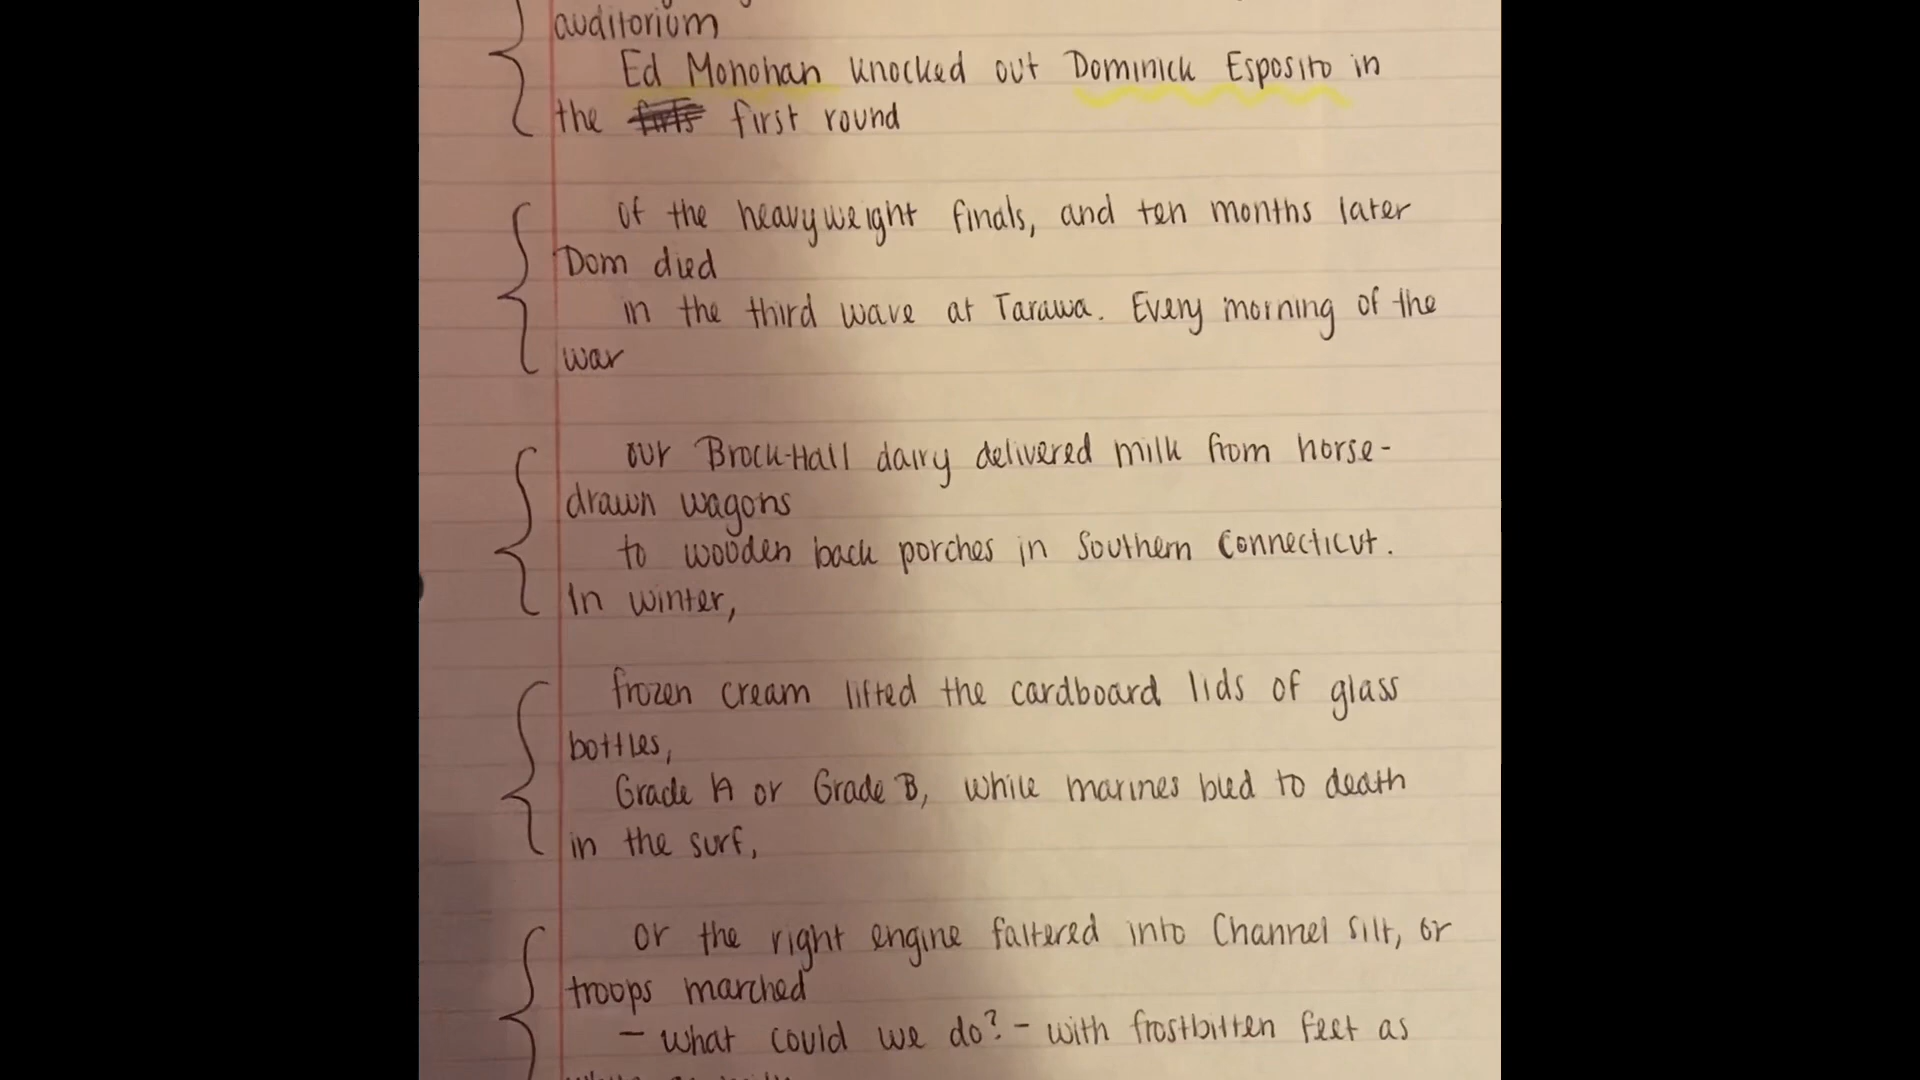 auditorium
Ed Monohan knocked out Dominick Esposito in
the first round
of the heavyweight finals, and ten months later
Dom died
in the third wave at Tarawa. Every morning of the
war
our Brock-Hall dairy delivered milk from horse-
drawn wagons
to wooden back porches in Southern Connecticut.
In winter,
frozen cream lifted the cardboard lids of glass
bottles,
Grade A or Grade B, while marines bled to death
in the surf,
or the right engine faltered into Channel silt, or
troops marched
- what could we do? - with frostbitten feet as